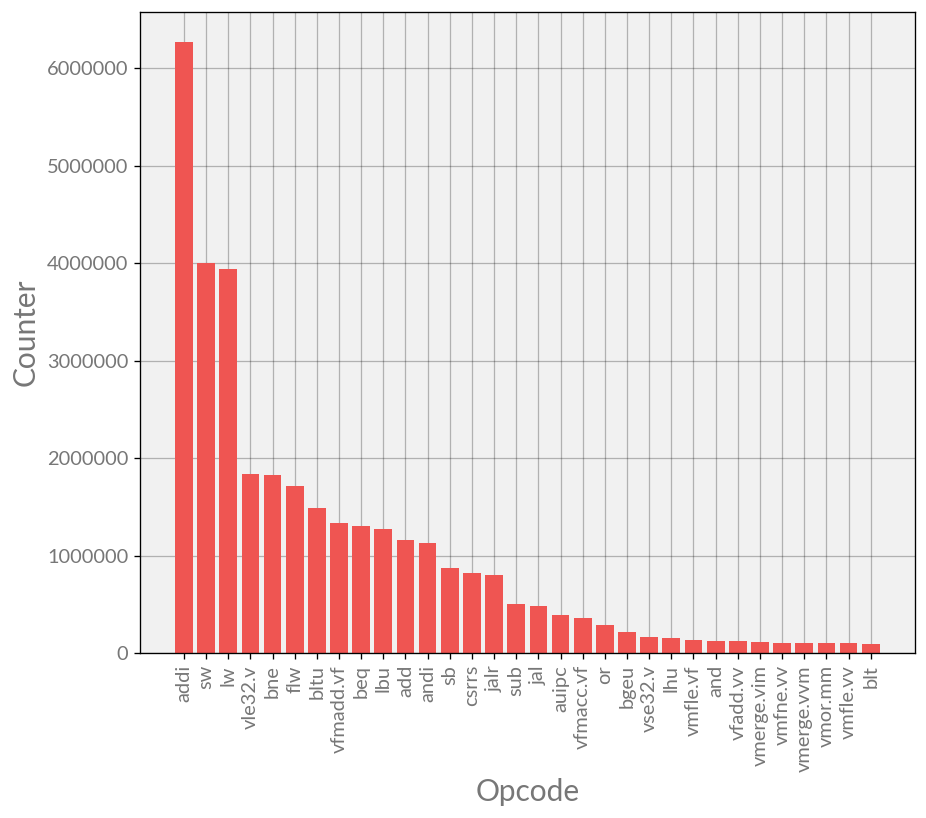 6000000
5000000
4000000
3000000
2000000
1000000
0
Counter
addi
sw
lw
vle32.v
bne
flw
bltu
vfmadd.vf
beq
lbu
add
andi
sb
csrrs
jalr
sub
jal
auipc
vfmacc.vf
or
bgeu
vse32.v
lhu
vmfle.vf
and
vfadd.vv
vmerge.vim
vmfne.vv
vmerge.vvm
vmor.mm
vmfle.vv
blt
Opcode